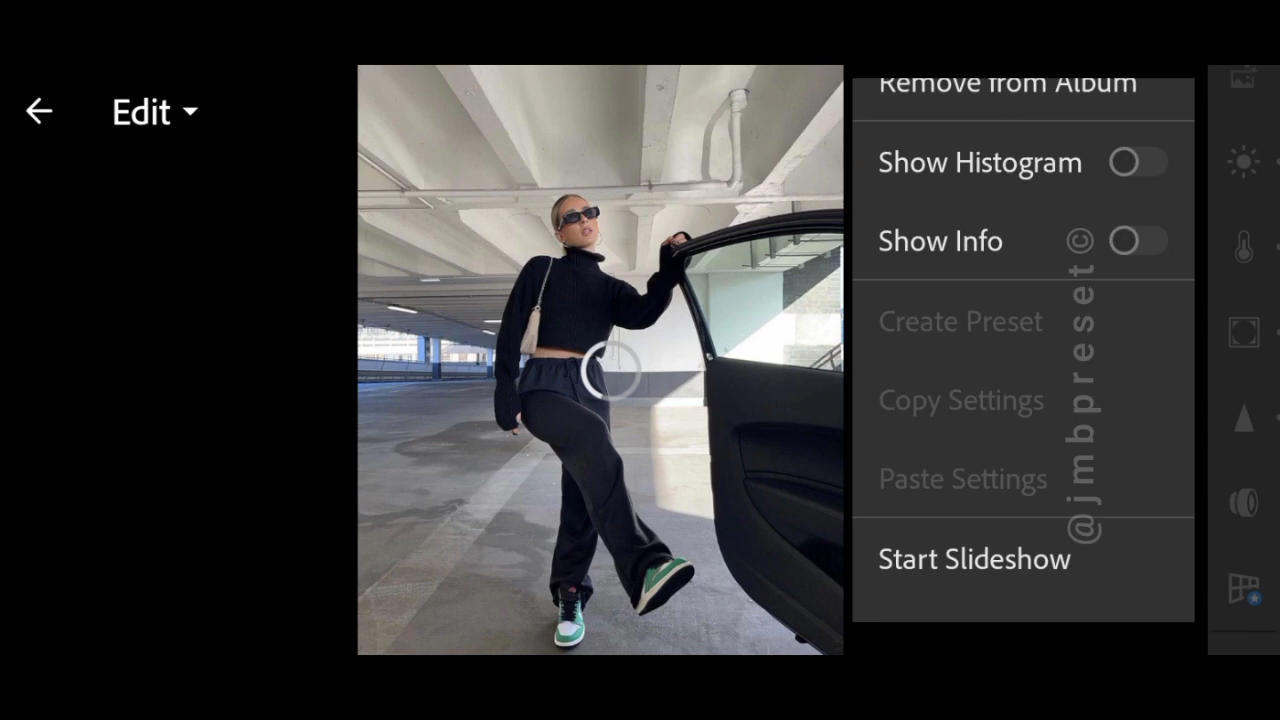 Edit
Remove from Album
Show Histogram
Show Info
Create Preset
Copy Settings
Paste Settings
Start Slideshow
@jmbpreset©